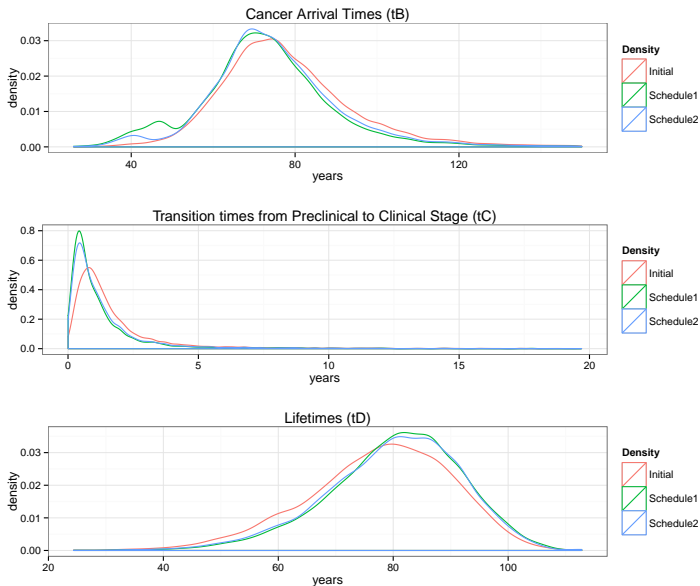 Cancer Arrival Times (tB)
density
0.03
0.02
0.01
0.00
40 80 120
years
Density
Initial
Schedule1
Schedule2
Transition times from Preclinical to Clinical Stage (tC)
density
0.8
0.6
0.4
0.2
0.0
0 5 10 15 20
years
Density
Initial
Schedule1
Schedule2
Lifetimes (tD)
density
0.03
0.02
0.01
0.00
20 40 60 80 100
years
Density
Initial
Schedule1
Schedule2